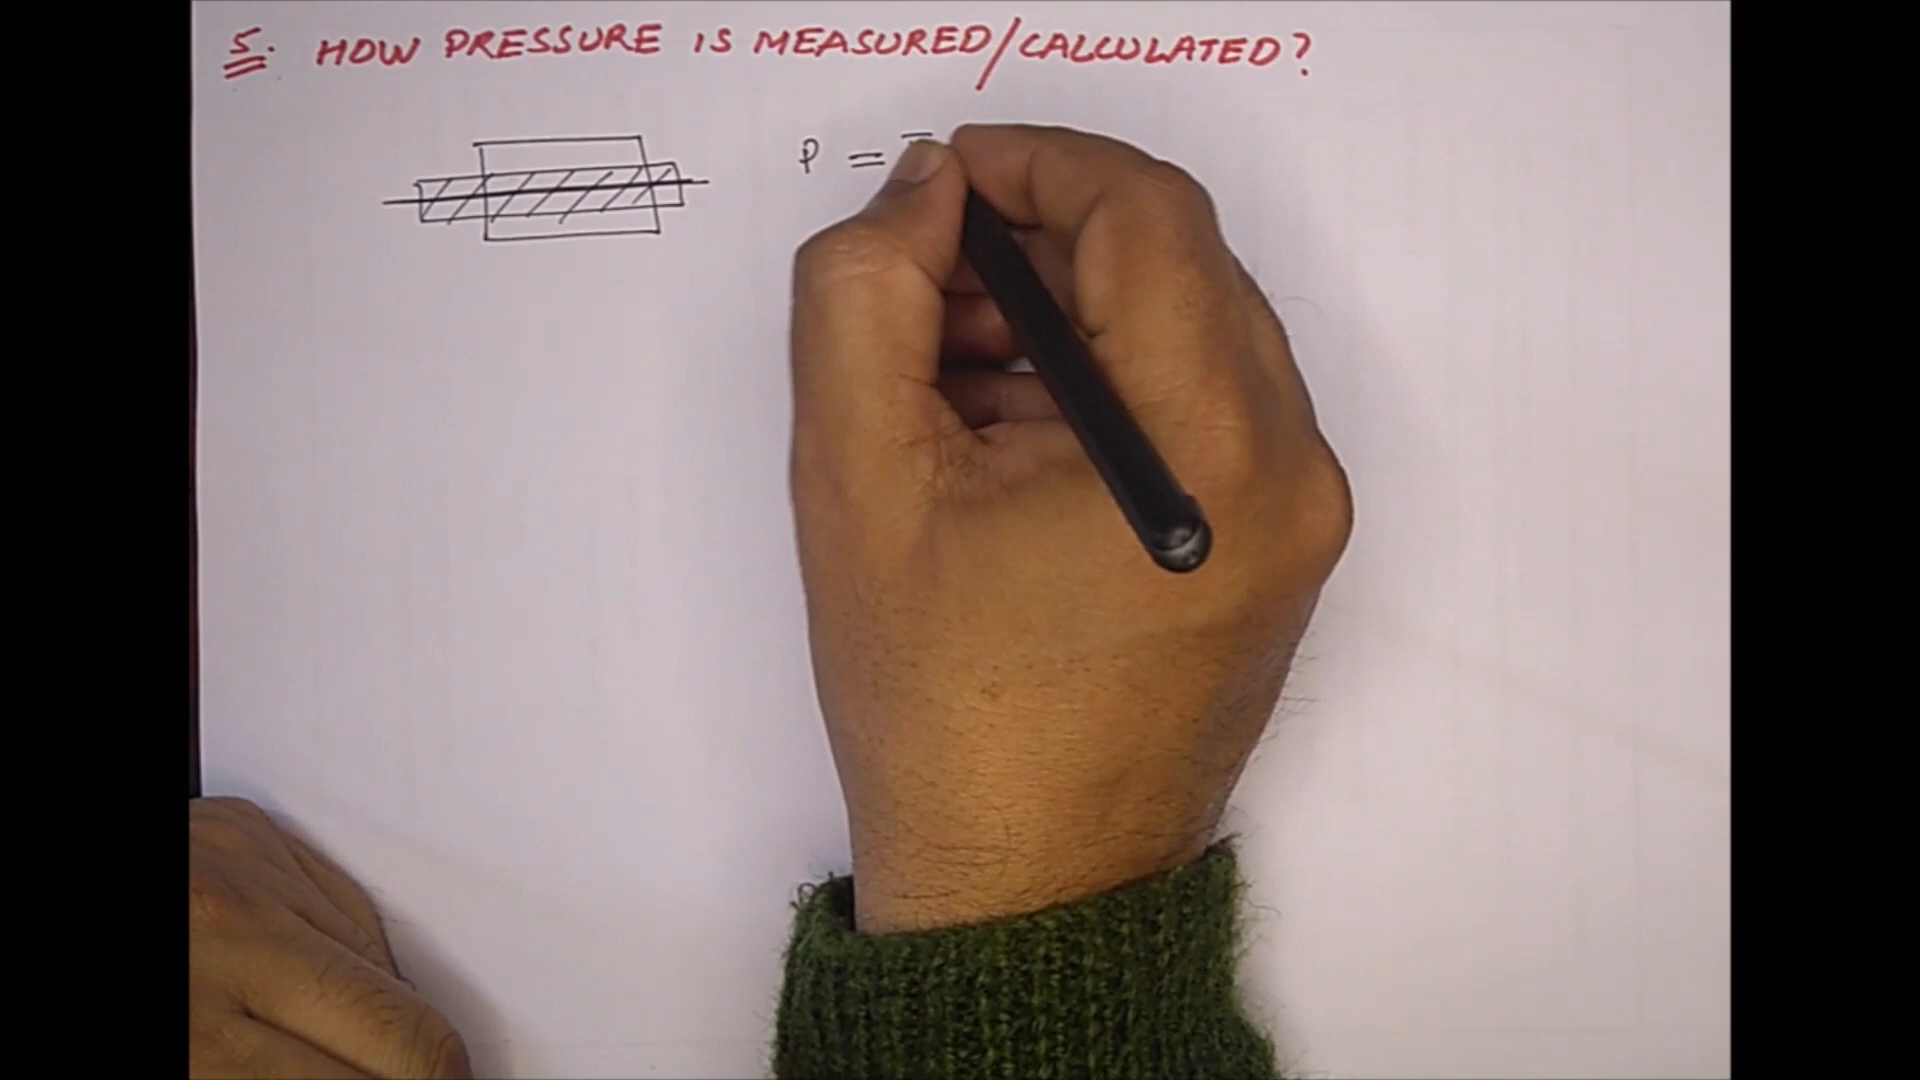 5. HOW PRESSURE IS MEASURED/CALCULATED?
P =